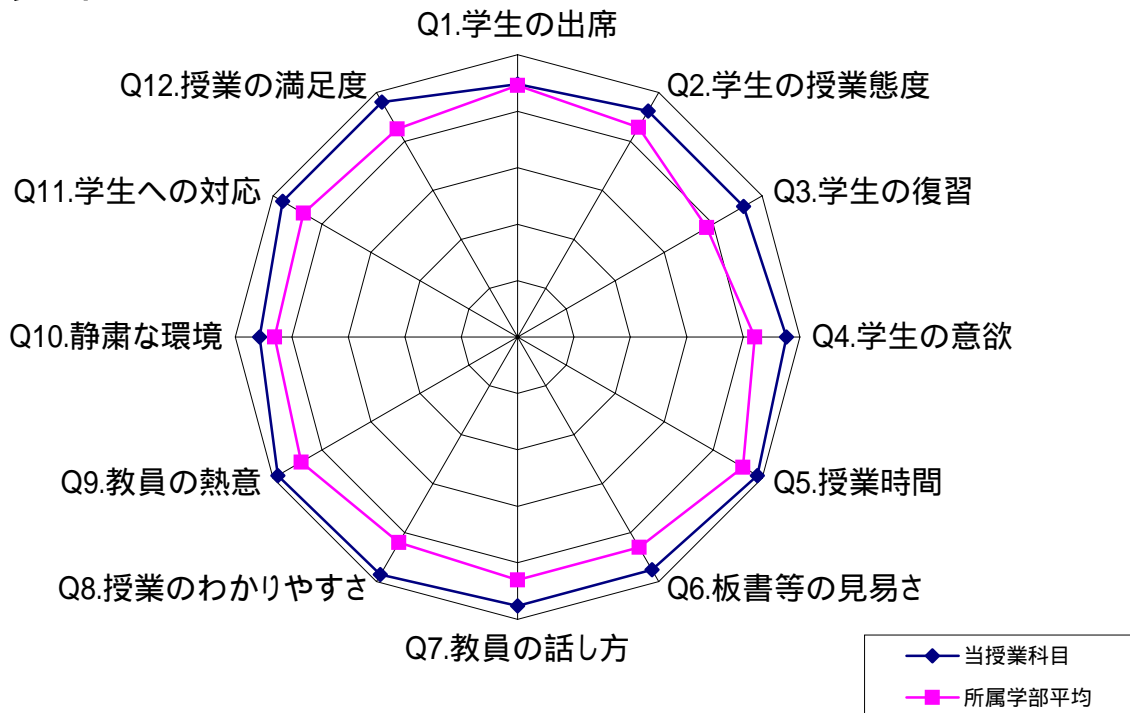 Q1.学生の出席
Q2.学生の授業態度
Q3.学生の復習
Q4.学生の意欲
Q5.授業時間
Q6.板書等の見易さ
Q7.教員の話し方
Q8.授業のわかりやすさ
Q9.教員の熱意
Q10.静粛な環境
Q11.学生への対応
Q12.授業の満足度
当授業科目
所属学部平均